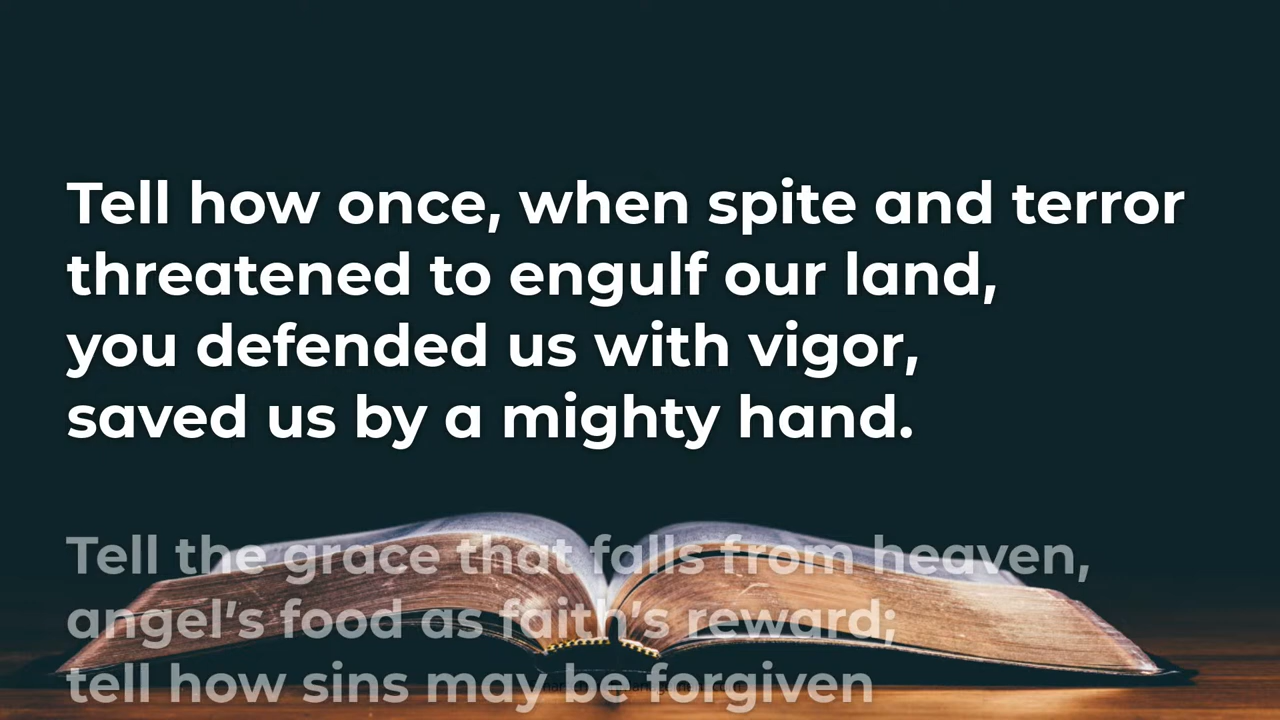 Tell how once, when spite and terror
threatened to engulf our land,
you defended us with vigor,
saved us by a mighty hand.
Tell the grace that falls from heaven,
angel’s food as faith’s reward;
tell how sins may be forgiven